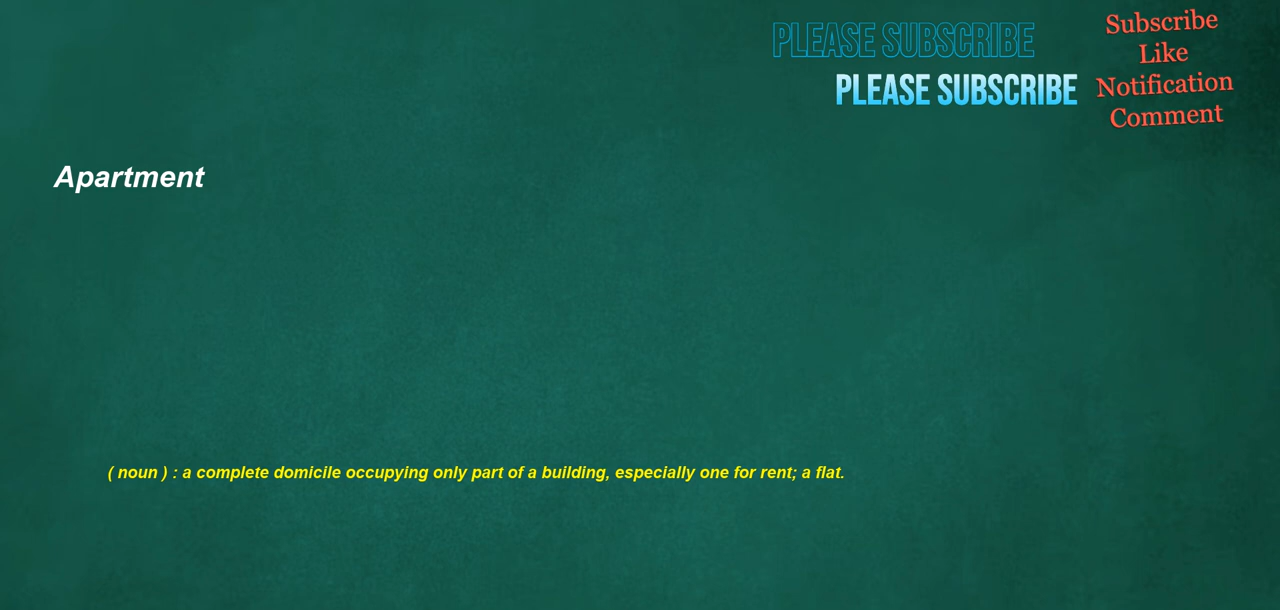 PLEASE SUBSCRIBE
PLEASE SUBSCRIBE
Subscribe
Like
Notification
Comment
Apartment
( noun ) : a complete domicile occupying only part of a building, especially one for rent; a flat.